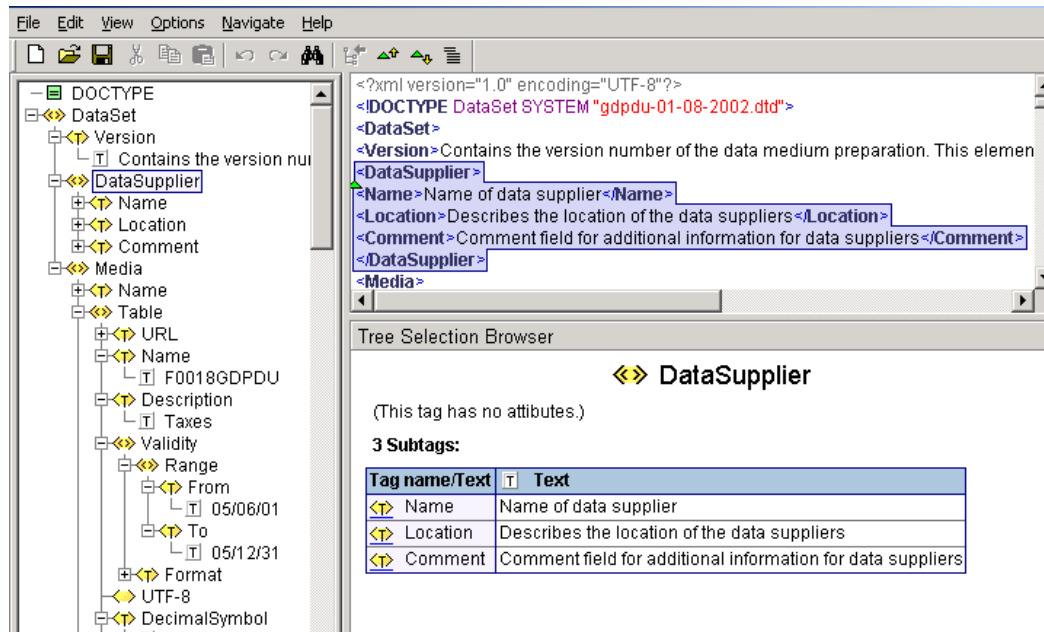 File Edit View Options Navigate Help
DOCTYPE
DataSet
Version
T Contains the version nu
DataSupplier
T Name
T Location
T Comment
Media
T Name
Table
T URL
T Name
T F0018GDPDU
T Description
T Taxes
Validity
Range
T From
T 05/06/01
T To
T 05/12/31
T Format
UTF-8
T DecimalSymbol
<?xml version="1.0" encoding="UTF-8"?>
<!DOCTYPE DataSet SYSTEM "gdpdu-01-08-2002.dtd">
<DataSet>
<Version>Contains the version number of the data medium preparation. This elemen
<DataSupplier>
<Name>Name of data supplier</Name>
<Location>Describes the location of the data suppliers</Location>
<Comment>Comment field for additional information for data suppliers</Comment>
</DataSupplier>
<Media>
Tree Selection Browser
DataSupplier
(This tag has no attibutes.)
3 Subtags:
Tag name/Text T Text
T Name Name of data supplier
T Location Describes the location of the data suppliers
T Comment Comment field for additional information for data suppliers